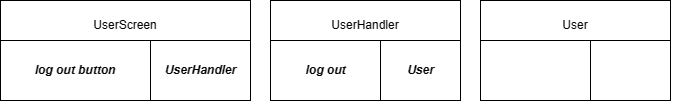 UserScreen
log out button
UserHandler
UserHandler
log out
User
User